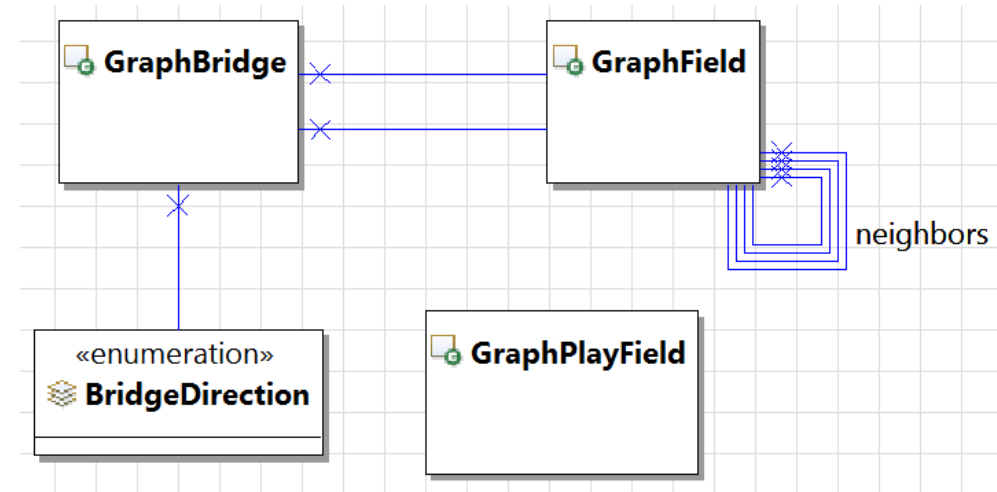 GraphBridge
GraphField
neighbors
«enumeration»
BridgeDirection
GraphPlayField